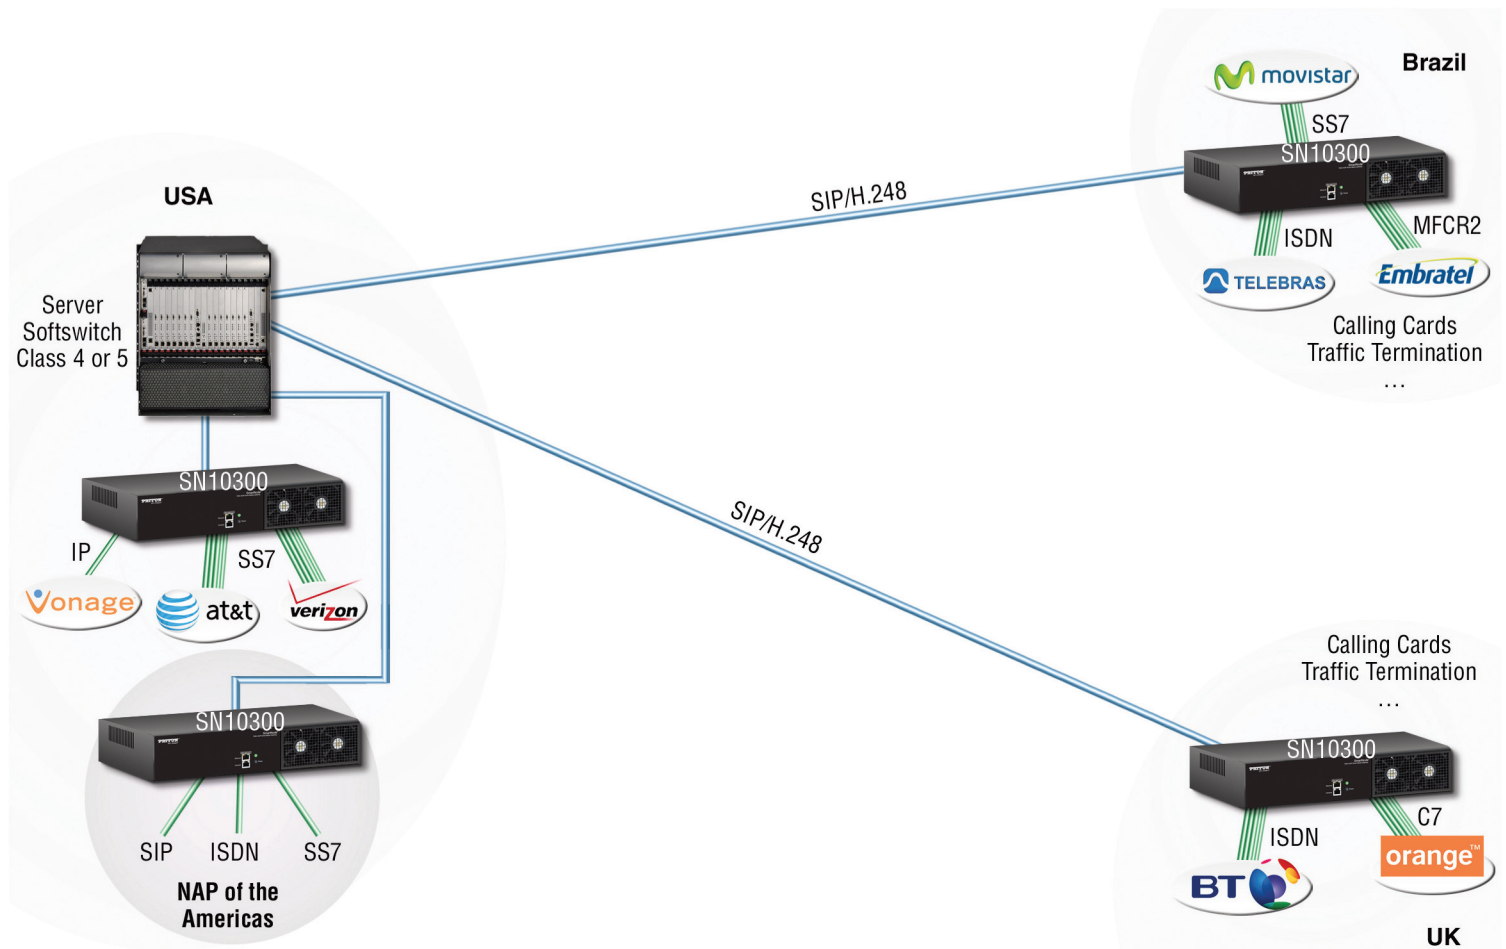 USA
Server
Softswitch
Class 4 or 5
SN10300
IP
SS7
Vonage
at&t
verizon
SN10300
SIP
ISDN
SS7
NAP of the
Americas
SIP/H.248
SIP/H.248
Brazil
movistar
SS7
SN10300
ISDN
MFCR2
TELEBRAS
Embratel
Calling Cards
Traffic Termination
...
Calling Cards
Traffic Termination
...
SN10300
ISDN
C7
BT
orange™
UK